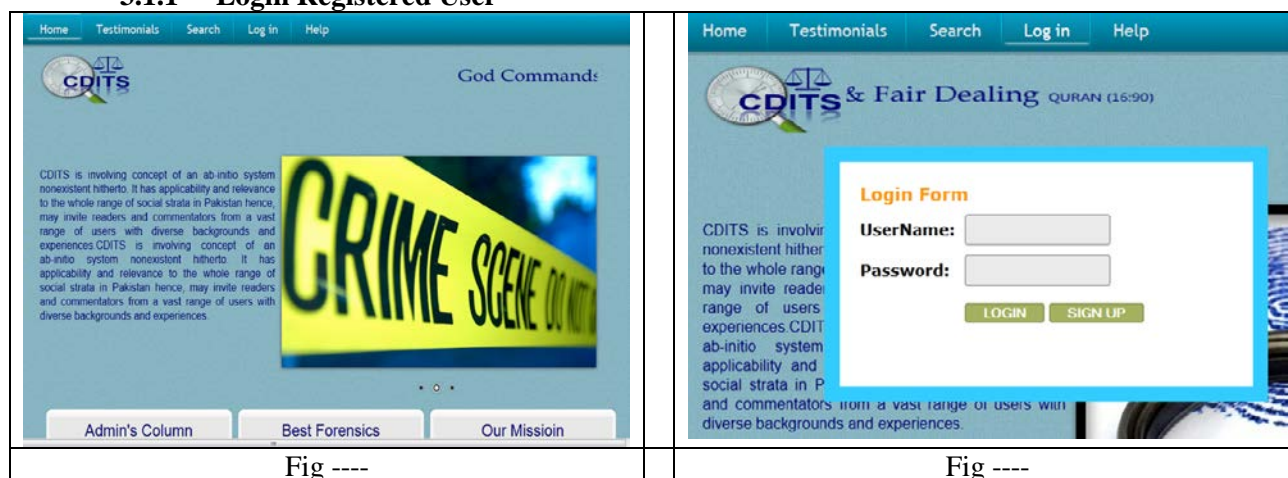 3.1.1 Login Registered User
Home Testimonials Search Log in Help
CDITS
God Commands
CDITS is involving concept of an ab-initio system
nonexistent hitherto. It has applicability and relevance
to the whole range of social strata in Pakistan hence,
may invite readers and commentators from a vast
range of users with diverse backgrounds and
experiences.CDITS is involving concept of an
ab-initio system nonexistent hitherto. It has
applicability and relevance to the whole range of
social strata in Pakistan hence, may invite readers
and commentators from a vast range of users with
diverse backgrounds and experiences.
CRIME SCENE DO NOT
Admin's Column Best Forensics Our Missioin
Fig ----
Home Testimonials Search Log in Help
CDITS & Fair Dealing QURAN (16:90)
Login Form
UserName:
Password:
LOGIN SIGN UP
CDITS is involvin
nonexistent hither
to the whole range
may invite reader
range of users
experiences.CDIT
ab-initio system
applicability and
social strata in P
and commentators from a vast range of users with
diverse backgrounds and experiences.
Fig ----